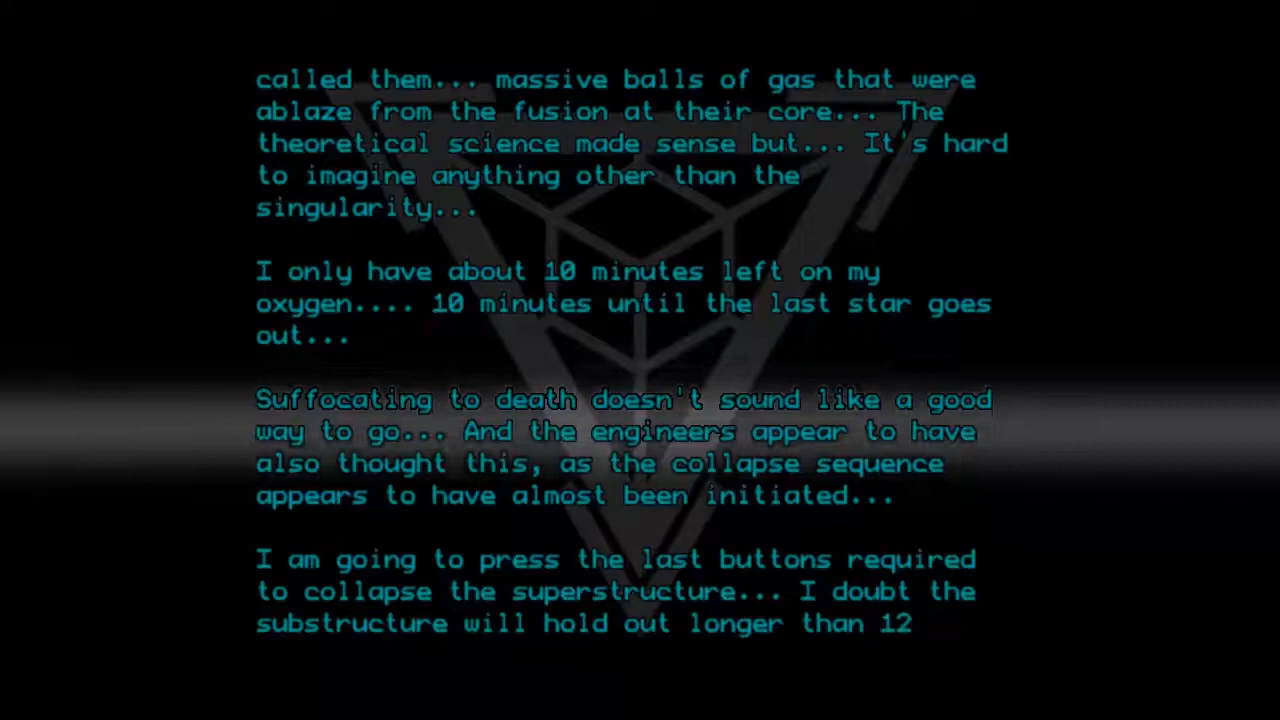 called them... massive balls of gas that were
ablaze from the fusion at their core... The
theoretical science made sense but... It's hard
to imagine anything other than the
singularity...
I only have about 10 minutes left on my
oxygen.... 10 minutes until the last star goes
out...
Suffocating to death doesn't sound like a good
way to go... And the engineers appear to have
also thought this, as the collapse sequence
appears to have almost been initiated...
I am going to press the last buttons required
to collapse the superstructure... I doubt the
substructure will hold out longer than 12